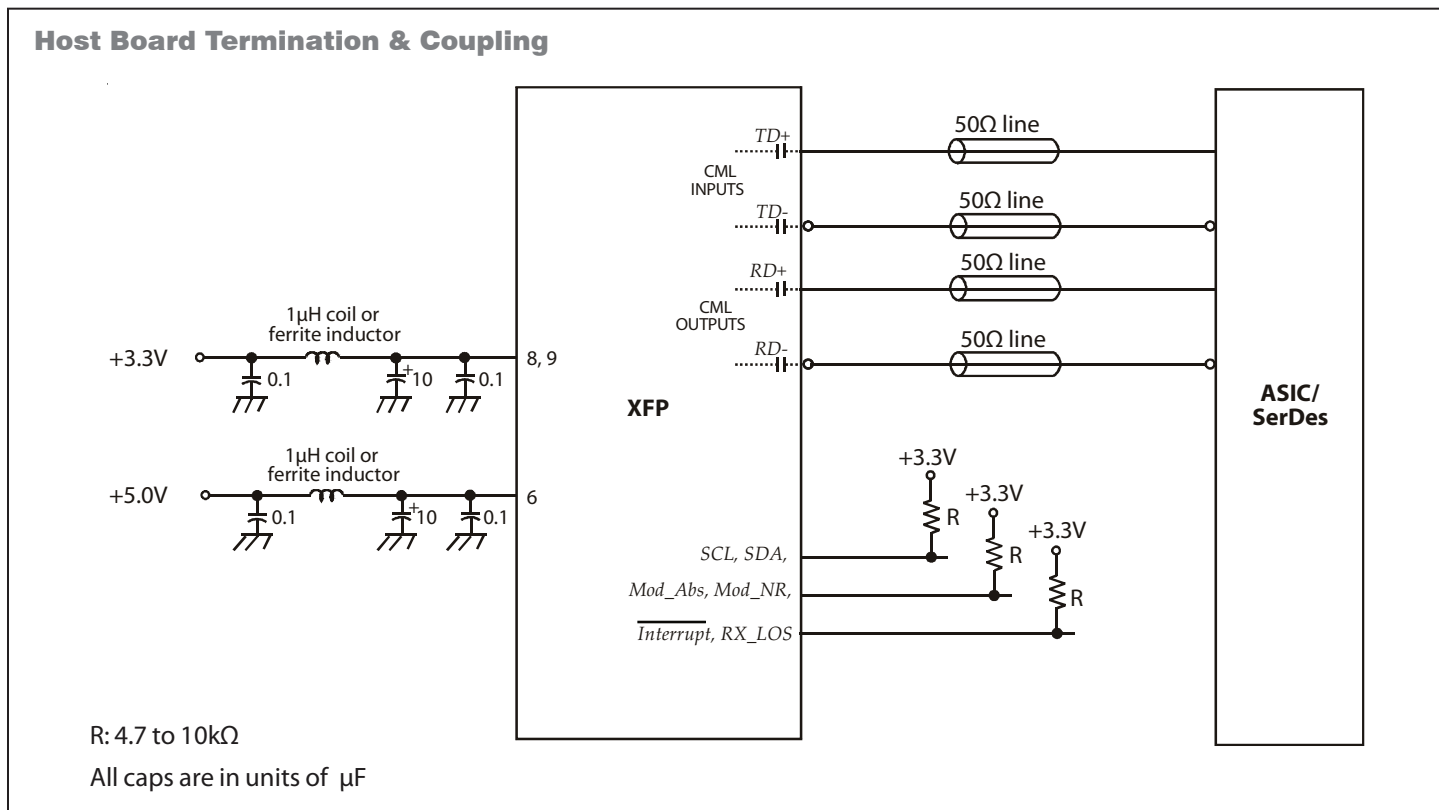 Host Board Termination & Coupling
TD+
50Ω line
CML
INPUTS
TD-
50Ω line
RD+
50Ω line
CML
OUTPUTS
RD-
50Ω line
1µH coil or
ferrite inductor
+3.3V
0.1
+
10
0.1
8, 9
XFP
ASIC/
SerDes
1µH coil or
ferrite inductor
+5.0V
0.1
+
10
0.1
6
+3.3V
R
+3.3V
R
+3.3V
R
SCL, SDA,
Mod_Abs, Mod_NR,
Interrupt, RX_LOS
R: 4.7 to 10kΩ
All caps are in units of µF